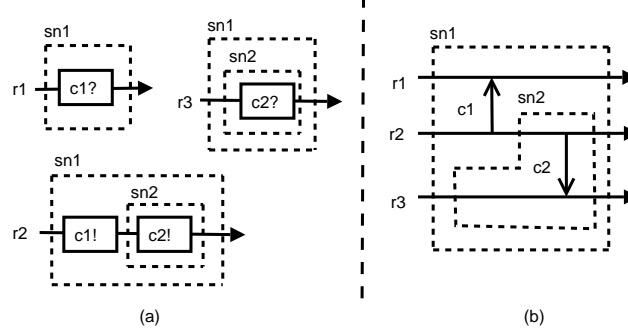 sn1
r1 c1?
sn1
sn2
r3 c2?
sn1
sn2
r2 c1! c2!
(a)
sn1
r1
c1
sn2
r2
c2
r3
(b)